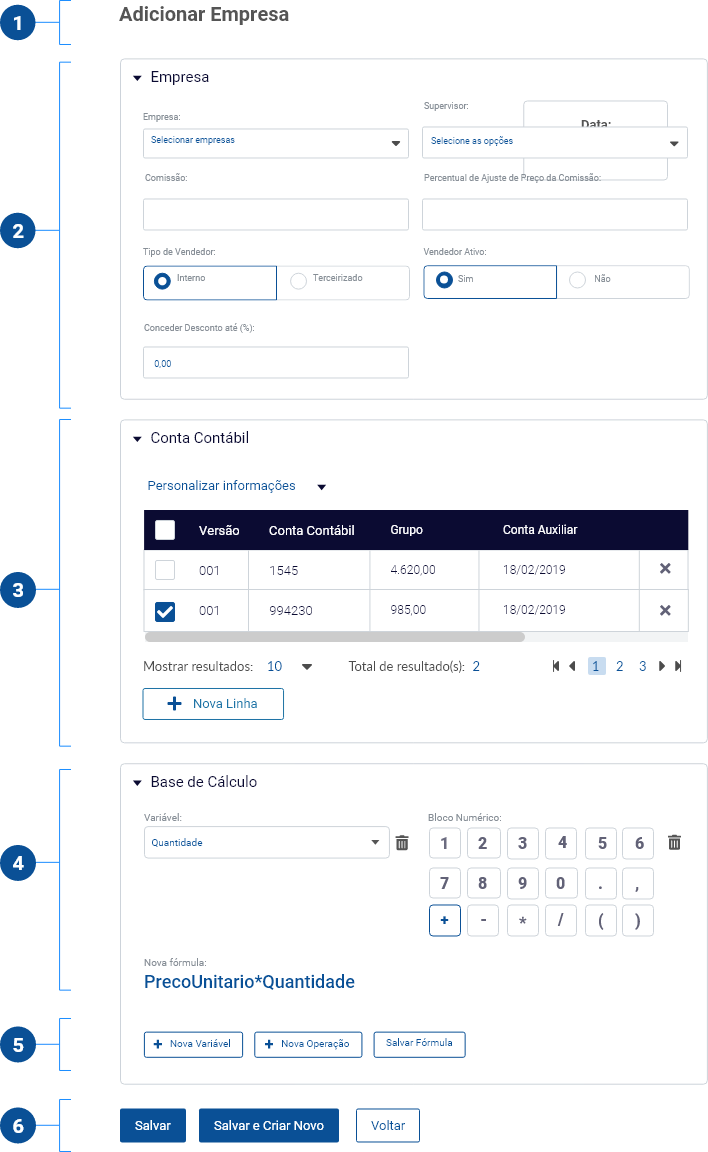 1
Adicionar Empresa
2
Empresa
Empresa:
Supervisor:
Data:
Selecionar empresas
Selecione as opções
Comissão:
Percentual de Ajuste de Preço da Comissão:
Tipo de Vendedor:
Vendedor Ativo:
Interno
Terceirizado
Sim
Não
Conceder Desconto até (%):
0,00
3
Conta Contábil
Personalizar informações
Versão Conta Contábil Grupo Conta Auxiliar
001 1545 4.620,00 18/02/2019
001 994230 985,00 18/02/2019
Mostrar resultados: 10 Total de resultado(s): 2 1 2 3
+ Nova Linha
4
Base de Cálculo
Variável:
Quantidade
Bloco Numérico:
1 2 3 4 5 6
7 8 9 0 . ,
+ - * / ( )
Nova fórmula:
PrecoUnitario*Quantidade
5
+ Nova Variável
+ Nova Operação
Salvar Fórmula
6
Salvar
Salvar e Criar Novo
Voltar